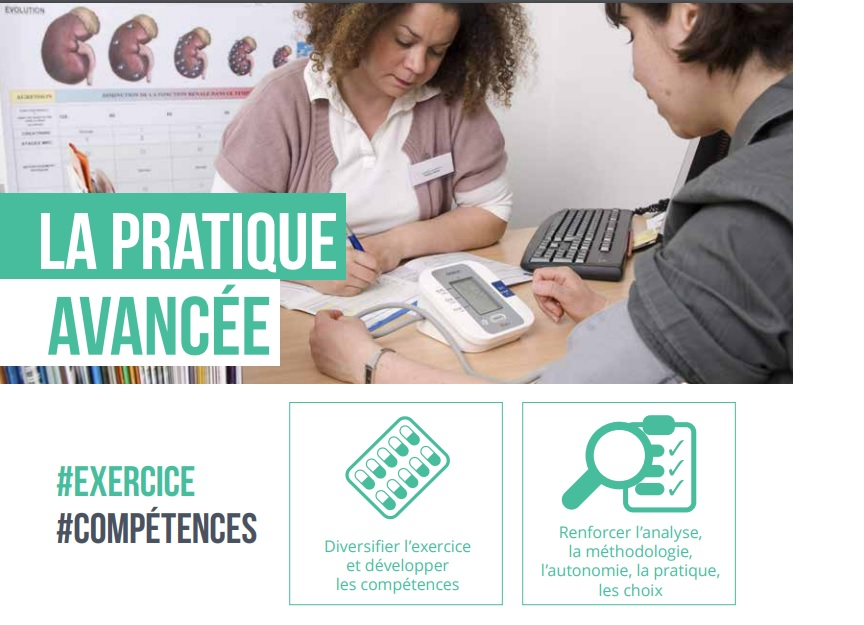 ÉVOLUTION
LA PRATIQUE
AVANCÉE
#EXERCICE
#COMPÉTENCES
Diversifier l'exercice
et développer
les compétences
Renforcer l'analyse,
la méthodologie,
l'autonomie, la pratique,
les choix